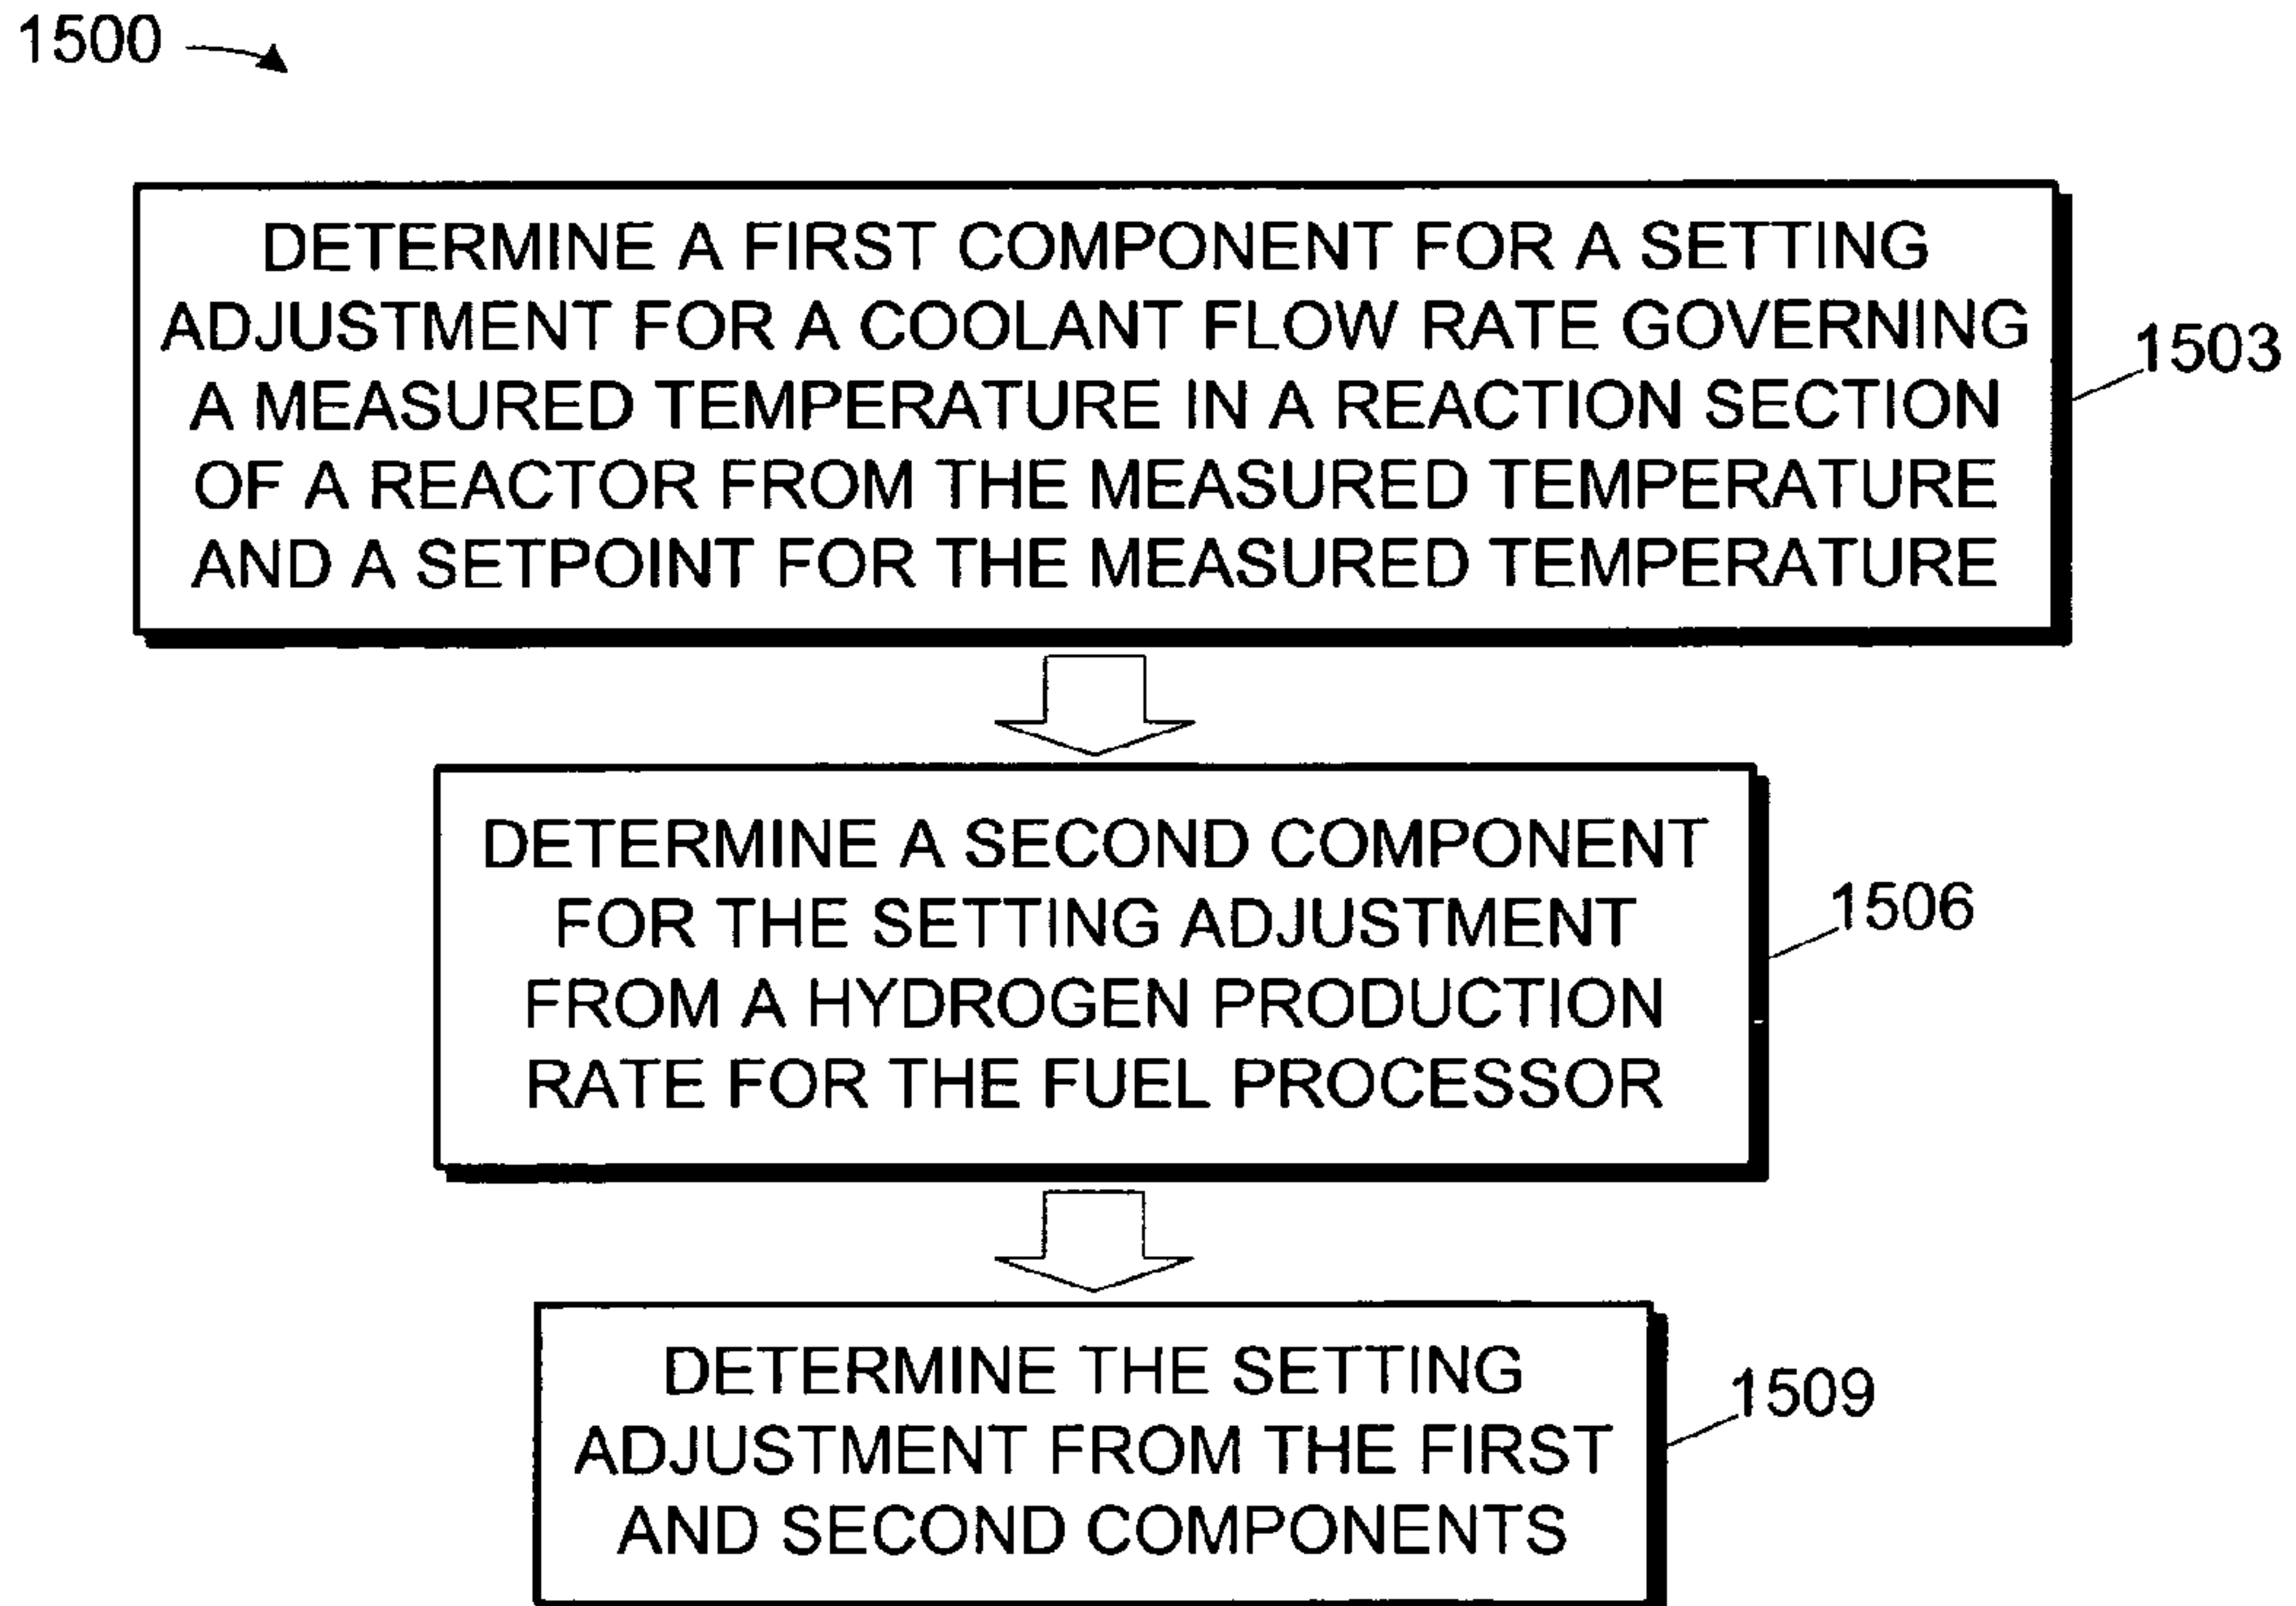 1500
DETERMINE A FIRST COMPONENT FOR A SETTING
ADJUSTMENT FOR A COOLANT FLOW RATE GOVERNING
A MEASURED TEMPERATURE IN A REACTION SECTION
OF A REACTOR FROM THE MEASURED TEMPERATURE
AND A SETPOINT FOR THE MEASURED TEMPERATURE
1503
DETERMINE A SECOND COMPONENT
FOR THE SETTING ADJUSTMENT
FROM A HYDROGEN PRODUCTION
RATE FOR THE FUEL PROCESSOR
1506
DETERMINE THE SETTING
ADJUSTMENT FROM THE FIRST
AND SECOND COMPONENTS
1509